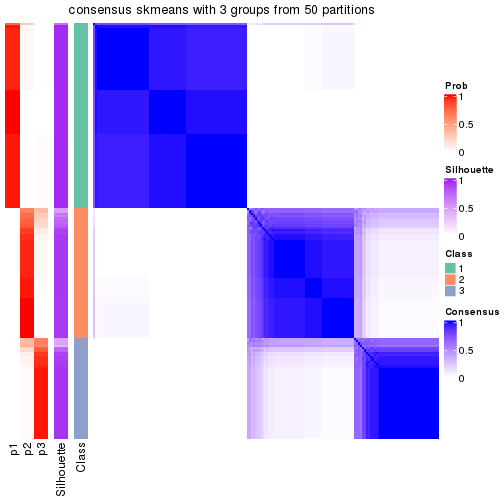 consensus skmeans with 3 groups from 50 partitions
Prob
1
0.5
0
Silhouette
1
0.5
0
Class
1
2
3
Consensus
1
0.5
0
p1
p2
p3
Silhouette
Class